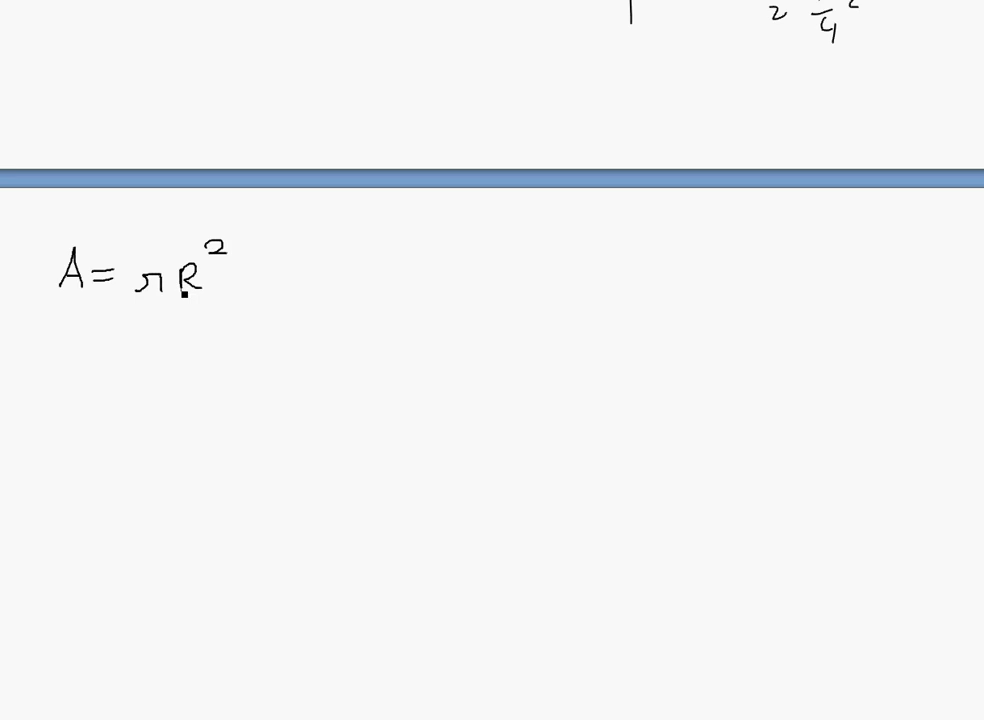 A = πR²